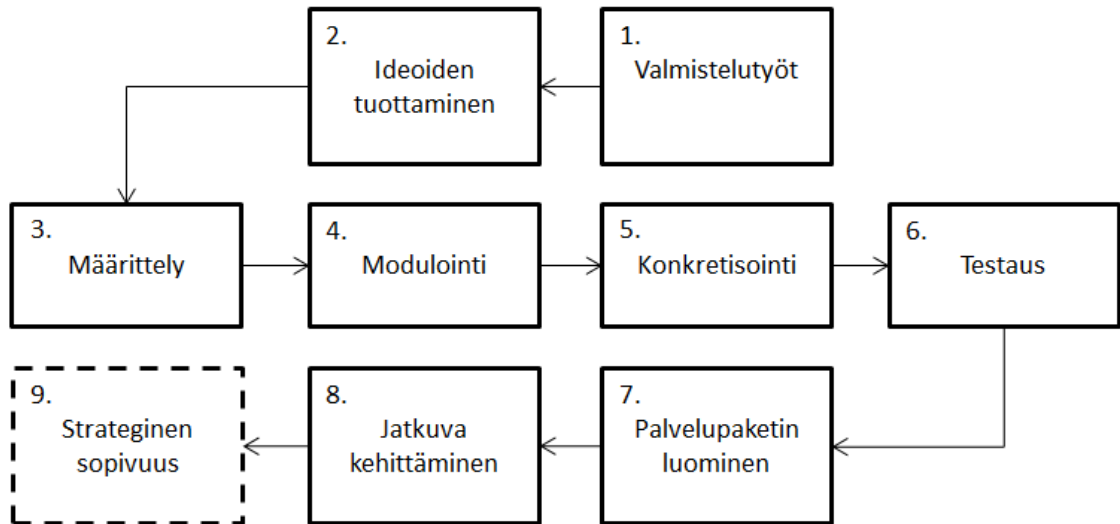 1.
Valmistelutyöt
2.
Ideoiden
tuottaminen
3.
Määrittely
4.
Modulointi
5.
Konkretisointi
6.
Testaus
7.
Palvelupaketin
luominen
8.
Jatkuva
kehittäminen
9.
Strateginen
sopivuus